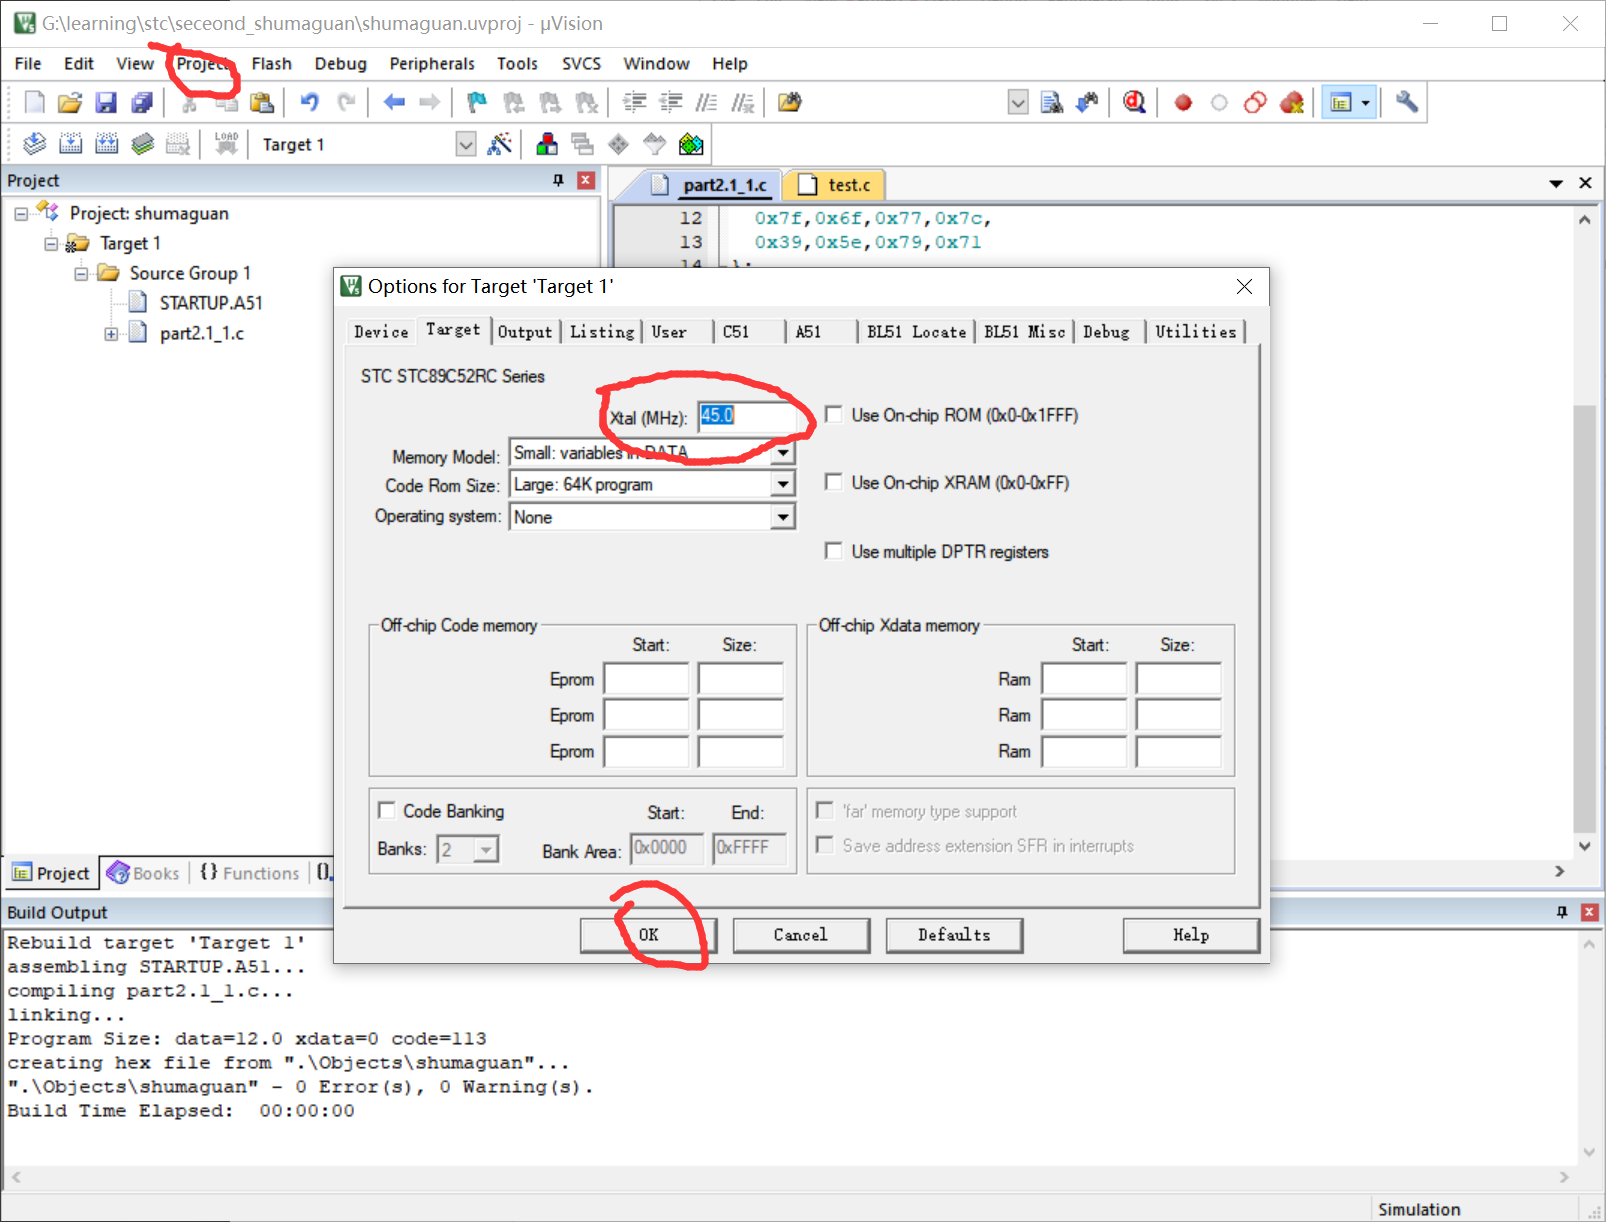 G:\learning\stc\seceond_shumaguan\shumaguan.uvproj - µVision
File Edit View Project Flash Debug Peripherals Tools SVCS Window Help
LOAD
Target 1
Project
part2.1_1.c test.c
Project: shumaguan
Target 1
Source Group 1
STARTUP.A51
part2.1_1.c
12 0x7f,0x6f,0x77,0x7c,
13 0x39,0x5e,0x79,0x71
14 };
Options for Target 'Target 1'
Device Target Output Listing User C51 A51 BL51 Locate BL51 Misc Debug Utilities
STC STC89C52RC Series
Xtal (MHz): 45.0
Use On-chip ROM (0x0-0x1FFF)
Memory Model: Small: variables in DATA
Code Rom Size: Large: 64K program
Use On-chip XRAM (0x0-0xFF)
Operating system: None
Use multiple DPTR registers
Off-chip Code memory
Start: Size:
Eprom
Eprom
Eprom
Off-chip Xdata memory
Start: Size:
Ram
Ram
Ram
Code Banking Start: End:
Banks: 2 Bank Area: 0x0000 0xFFFF
'far' memory type support
Save address extension SFR in interrupts
OK Cancel Defaults Help
Project Books {} Functions
Build Output
Rebuild target 'Target 1'
assembling STARTUP.A51...
compiling part2.1_1.c...
linking...
Program Size: data=12.0 xdata=0 code=113
creating hex file from ".\Objects\shumaguan"...
".\Objects\shumaguan" - 0 Error(s), 0 Warning(s).
Build Time Elapsed: 00:00:00
Simulation